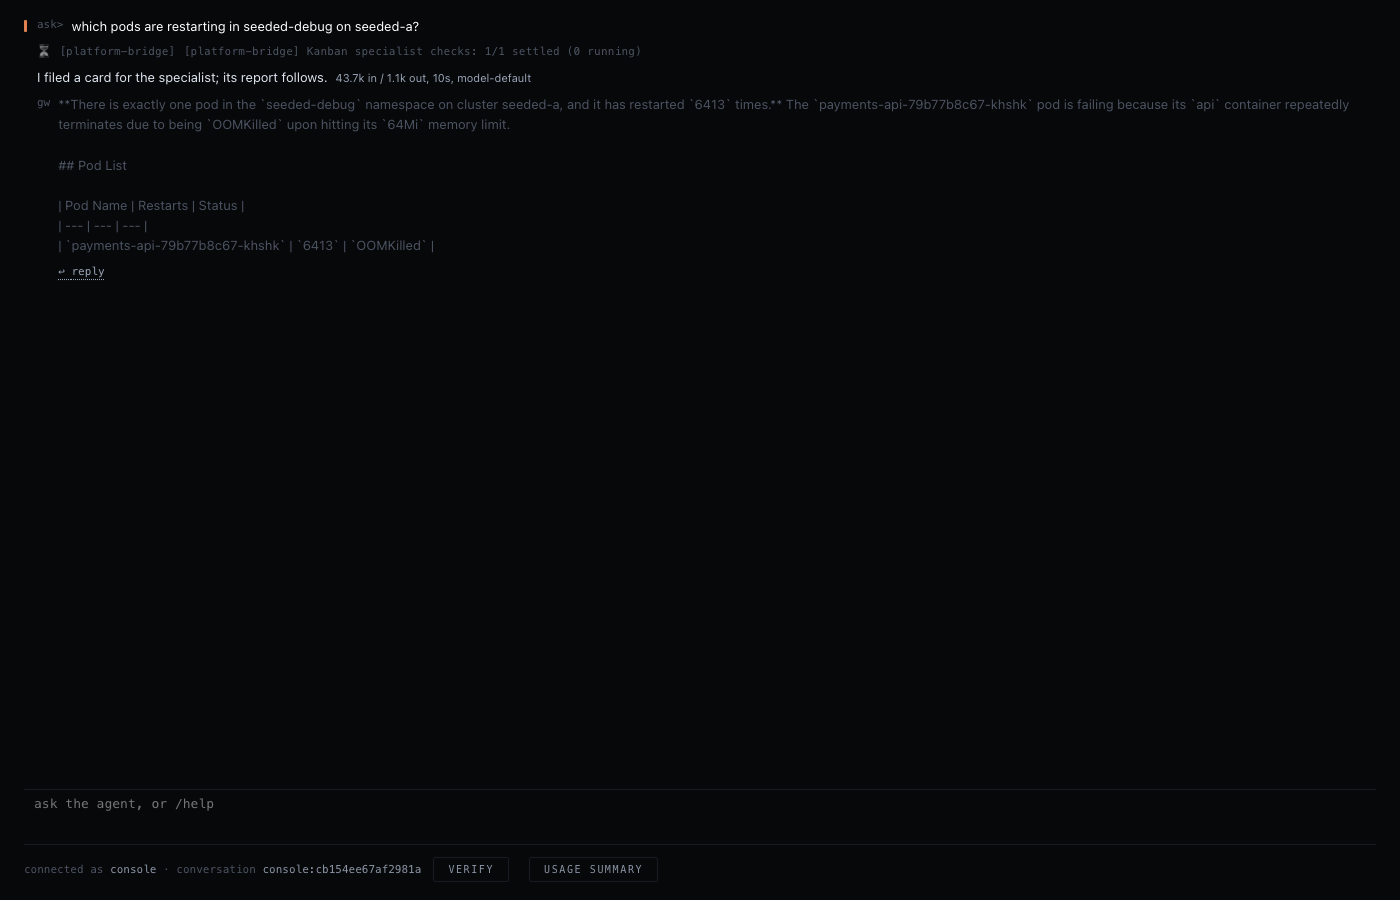 ask> which pods are restarting in seeded-debug on seeded-a?
⌛ [platform-bridge] [platform-bridge] Kanban specialist checks: 1/1 settled (0 running)
I filed a card for the specialist; its report follows. 43.7k in / 1.1k out, 10s, model-default
gw **There is exactly one pod in the `seeded-debug` namespace on cluster seeded-a, and it has restarted `6413` times.** The `payments-api-79b77b8c67-khshk` pod is failing because its `api` container repeatedly
terminates due to being `OOMKilled` upon hitting its `64Mi` memory limit.
## Pod List
| Pod Name | Restarts | Status |
| --- | --- | --- |
| `payments-api-79b77b8c67-khshk` | `6413` | `OOMKilled` |
↩ reply
ask the agent, or /help
connected as console · conversation console:cb154ee67af2981a VERIFY USAGE SUMMARY